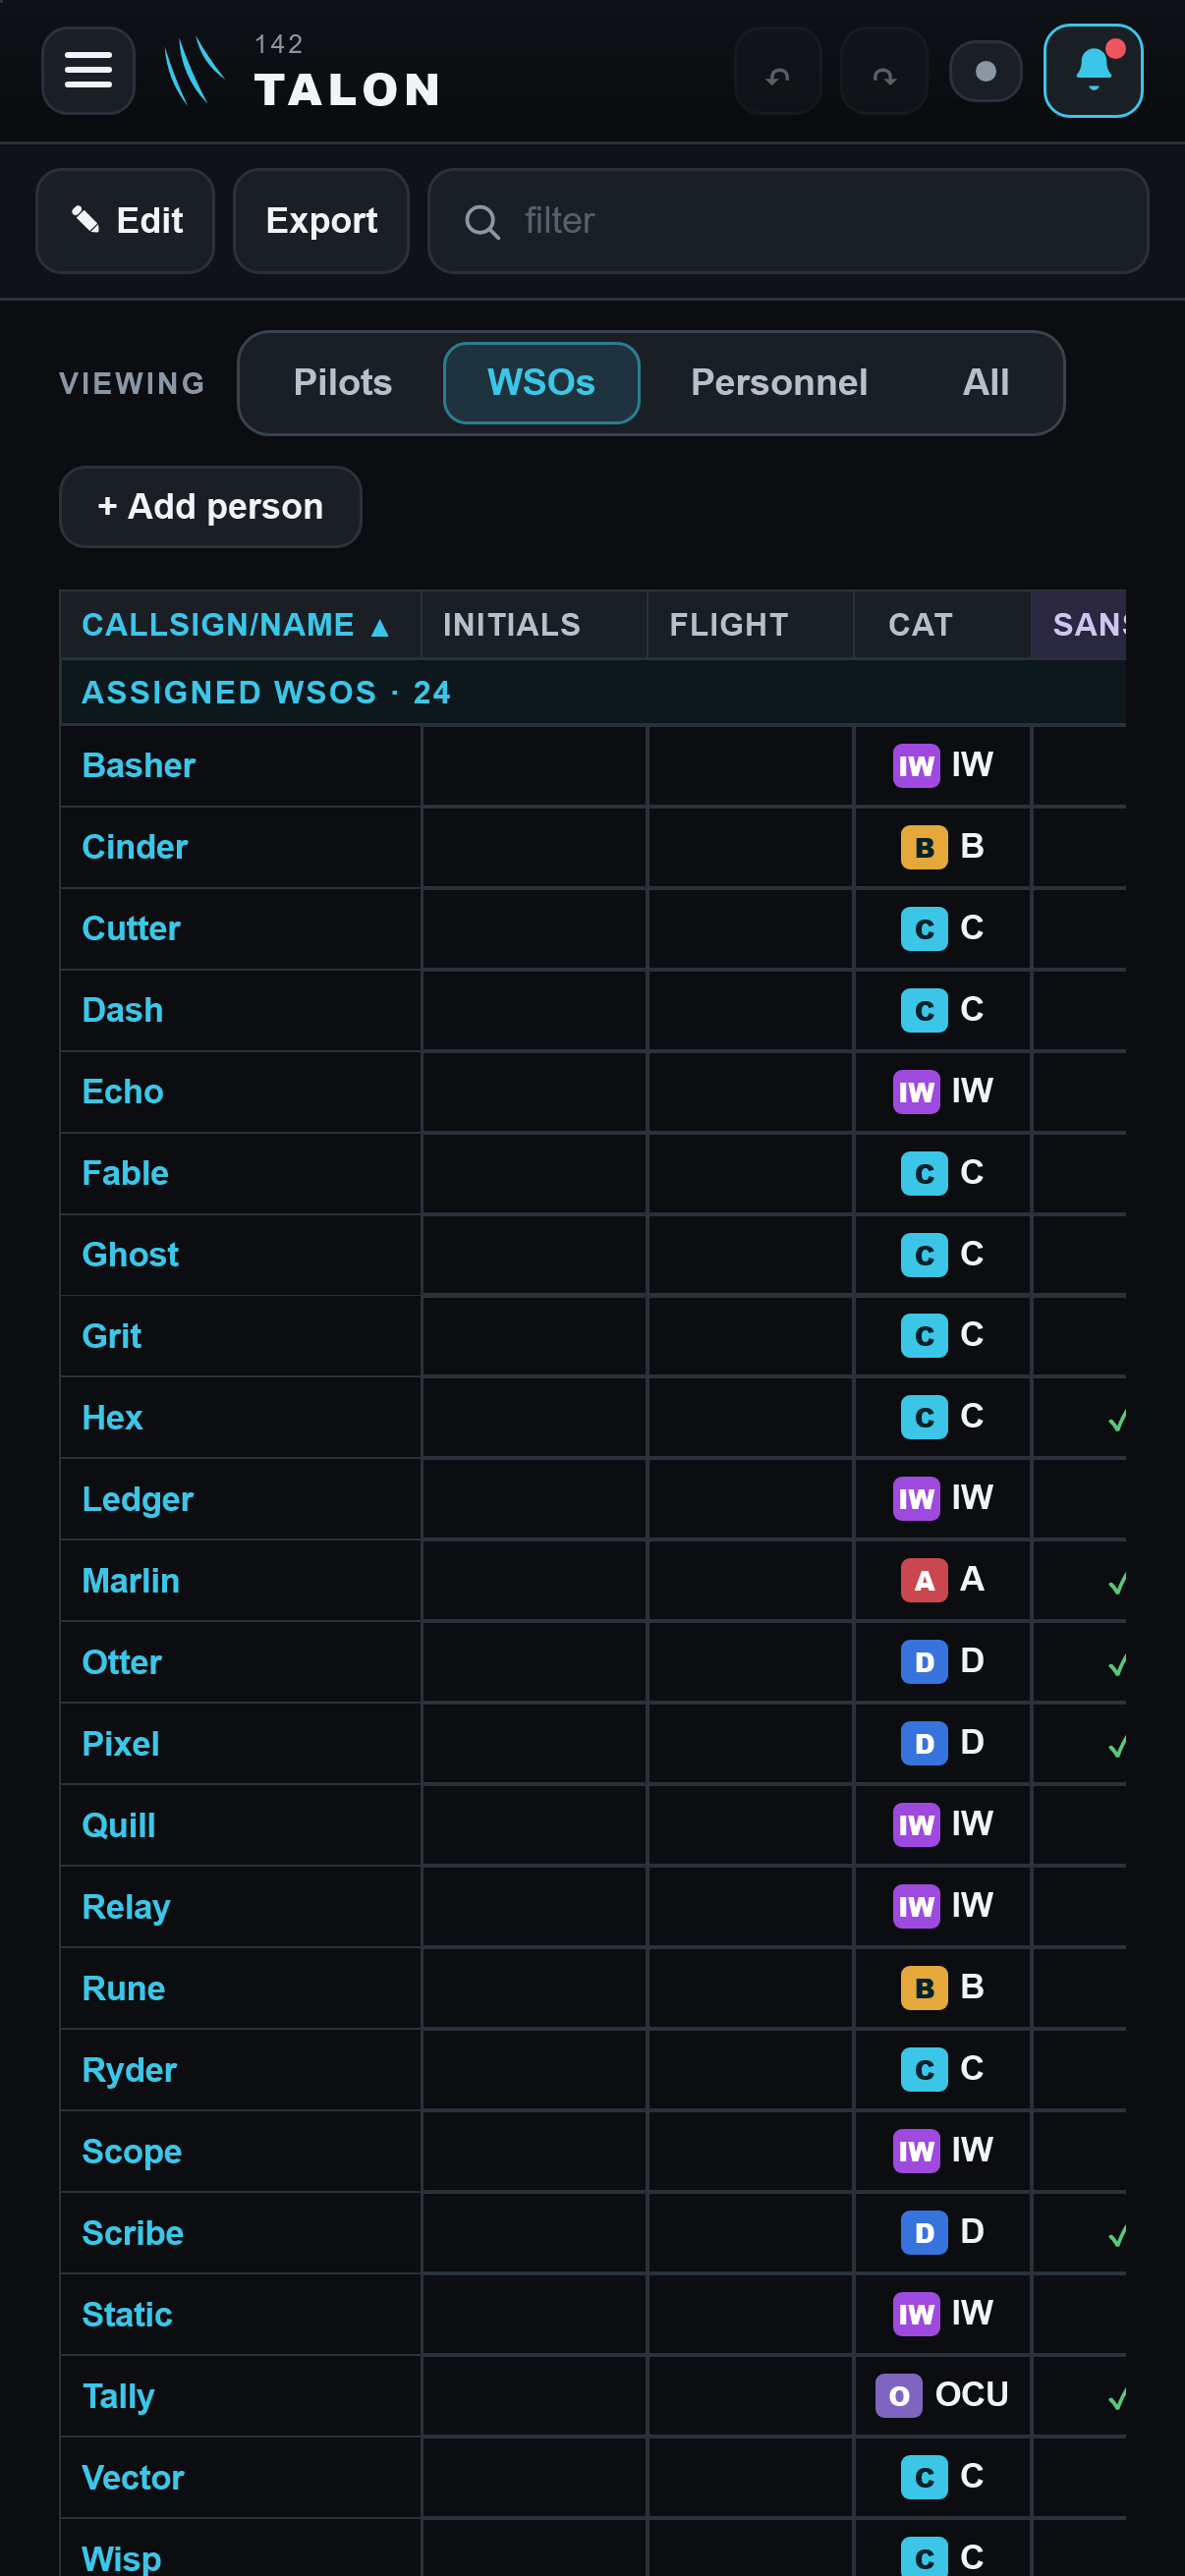 142
TALON
Edit Export filter
VIEWING Pilots WSOs Personnel All
+ Add person
CALLSIGN/NAME ▲ INITIALS FLIGHT CAT
ASSIGNED WSOS · 24
Basher IW IW
Cinder B B
Cutter C C
Dash C C
Echo IW IW
Fable C C
Ghost C C
Grit C C
Hex C C ✓
Ledger IW IW
Marlin A A ✓
Otter D D ✓
Pixel D D ✓
Quill IW IW
Relay IW IW
Rune B B
Ryder C C
Scope IW IW
Scribe D D ✓
Static IW IW
Tally O OCU ✓
Vector C C
Wisp C C